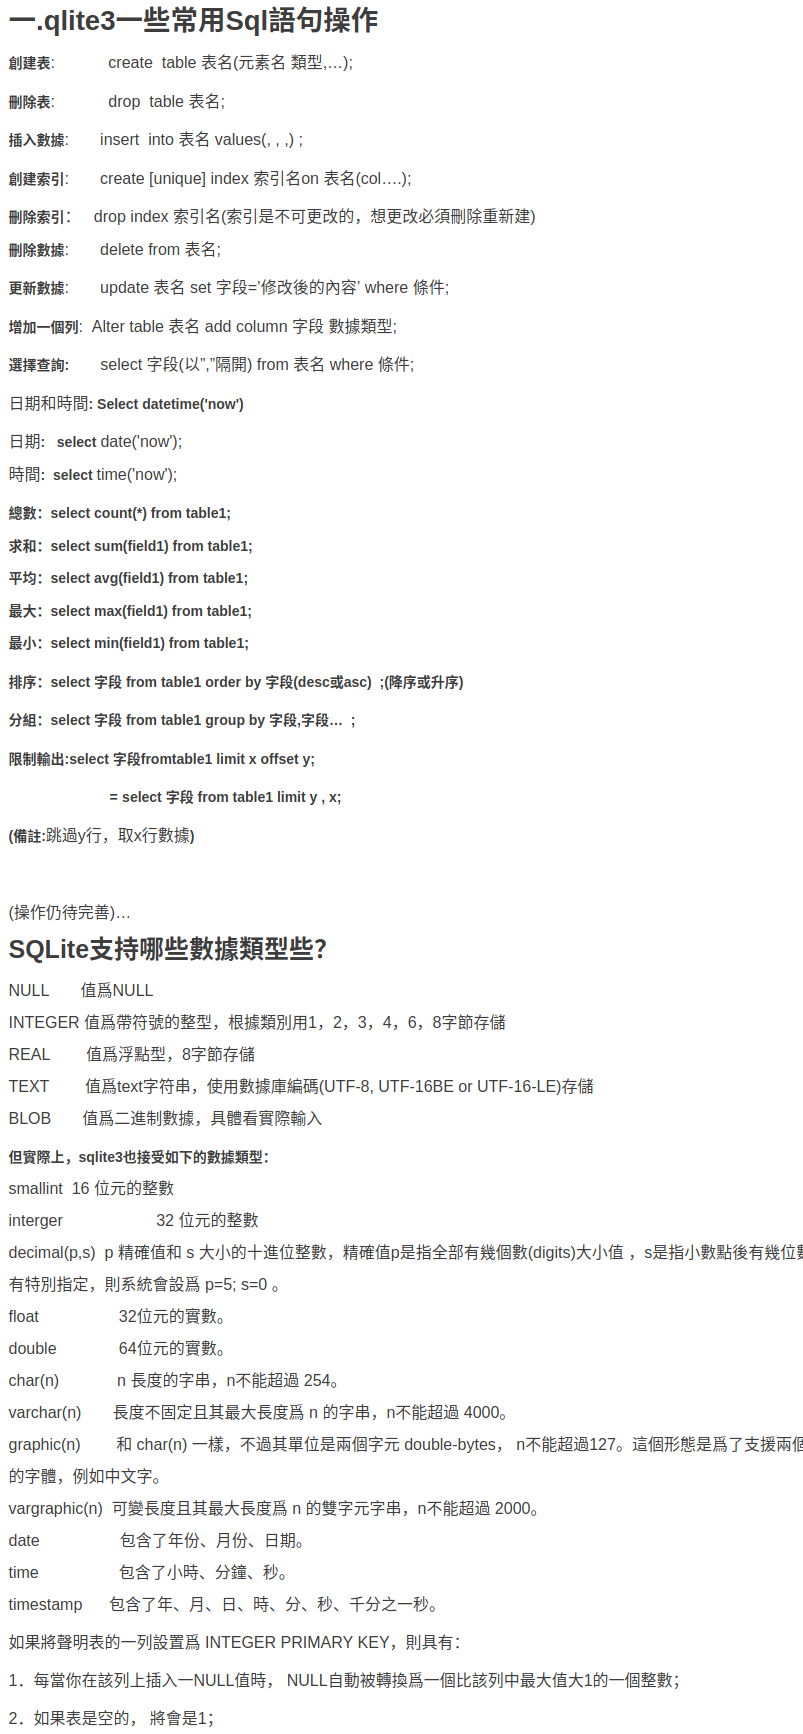 一.qlite3一些常用Sql語句操作
創建表: create table 表名(元素名 類型,…);
刪除表: drop table 表名;
插入數據: insert into 表名 values(, , ,) ;
創建索引: create [unique] index 索引名on 表名(col….);
刪除索引： drop index 索引名(索引是不可更改的，想更改必須刪除重新建)
刪除數據: delete from 表名;
更新數據: update 表名 set 字段=’修改後的內容’ where 條件;
增加一個列: Alter table 表名 add column 字段 數據類型;
選擇查詢: select 字段(以”,”隔開) from 表名 where 條件;
日期和時間: Select datetime('now')
日期: select date('now');
時間: select time('now');
總數：select count(*) from table1;
求和：select sum(field1) from table1;
平均：select avg(field1) from table1;
最大：select max(field1) from table1;
最小：select min(field1) from table1;
排序：select 字段 from table1 order by 字段(desc或asc) ;(降序或升序)
分組：select 字段 from table1 group by 字段,字段… ;
限制輸出:select 字段fromtable1 limit x offset y;
= select 字段 from table1 limit y , x;
(備註:跳過y行，取x行數據)
(操作仍待完善)…
SQLite支持哪些數據類型些？
NULL 值爲NULL
INTEGER 值爲帶符號的整型，根據類別用1，2，3，4，6，8字節存儲
REAL 值爲浮點型，8字節存儲
TEXT 值爲text字符串，使用數據庫編碼(UTF-8, UTF-16BE or UTF-16-LE)存儲
BLOB 值爲二進制數據，具體看實際輸入
但實際上，sqlite3也接受如下的數據類型：
smallint 16 位元的整數
interger 32 位元的整數
decimal(p,s) p 精確值和 s 大小的十進位整數，精確值p是指全部有幾個數(digits)大小值 ，s是指小數點後有幾位
有特別指定，則系統會設爲 p=5; s=0 。
float 32位元的實數。
double 64位元的實數。
char(n) n 長度的字串，n不能超過 254。
varchar(n) 長度不固定且其最大長度爲 n 的字串，n不能超過 4000。
graphic(n) 和 char(n) 一樣，不過其單位是兩個字元 double-bytes， n不能超過127。這個形態是爲了支援兩個
的字體，例如中文字。
vargraphic(n) 可變長度且其最大長度爲 n 的雙字元字串，n不能超過 2000。
date 包含了年份、月份、日期。
time 包含了小時、分鐘、秒。
timestamp 包含了年、月、日、時、分、秒、千分之一秒。
如果將聲明表的一列設置爲 INTEGER PRIMARY KEY，則具有：
1．每當你在該列上插入一NULL值時， NULL自動被轉換爲一個比該列中最大值大1的一個整數；
2．如果表是空的， 將會是1；